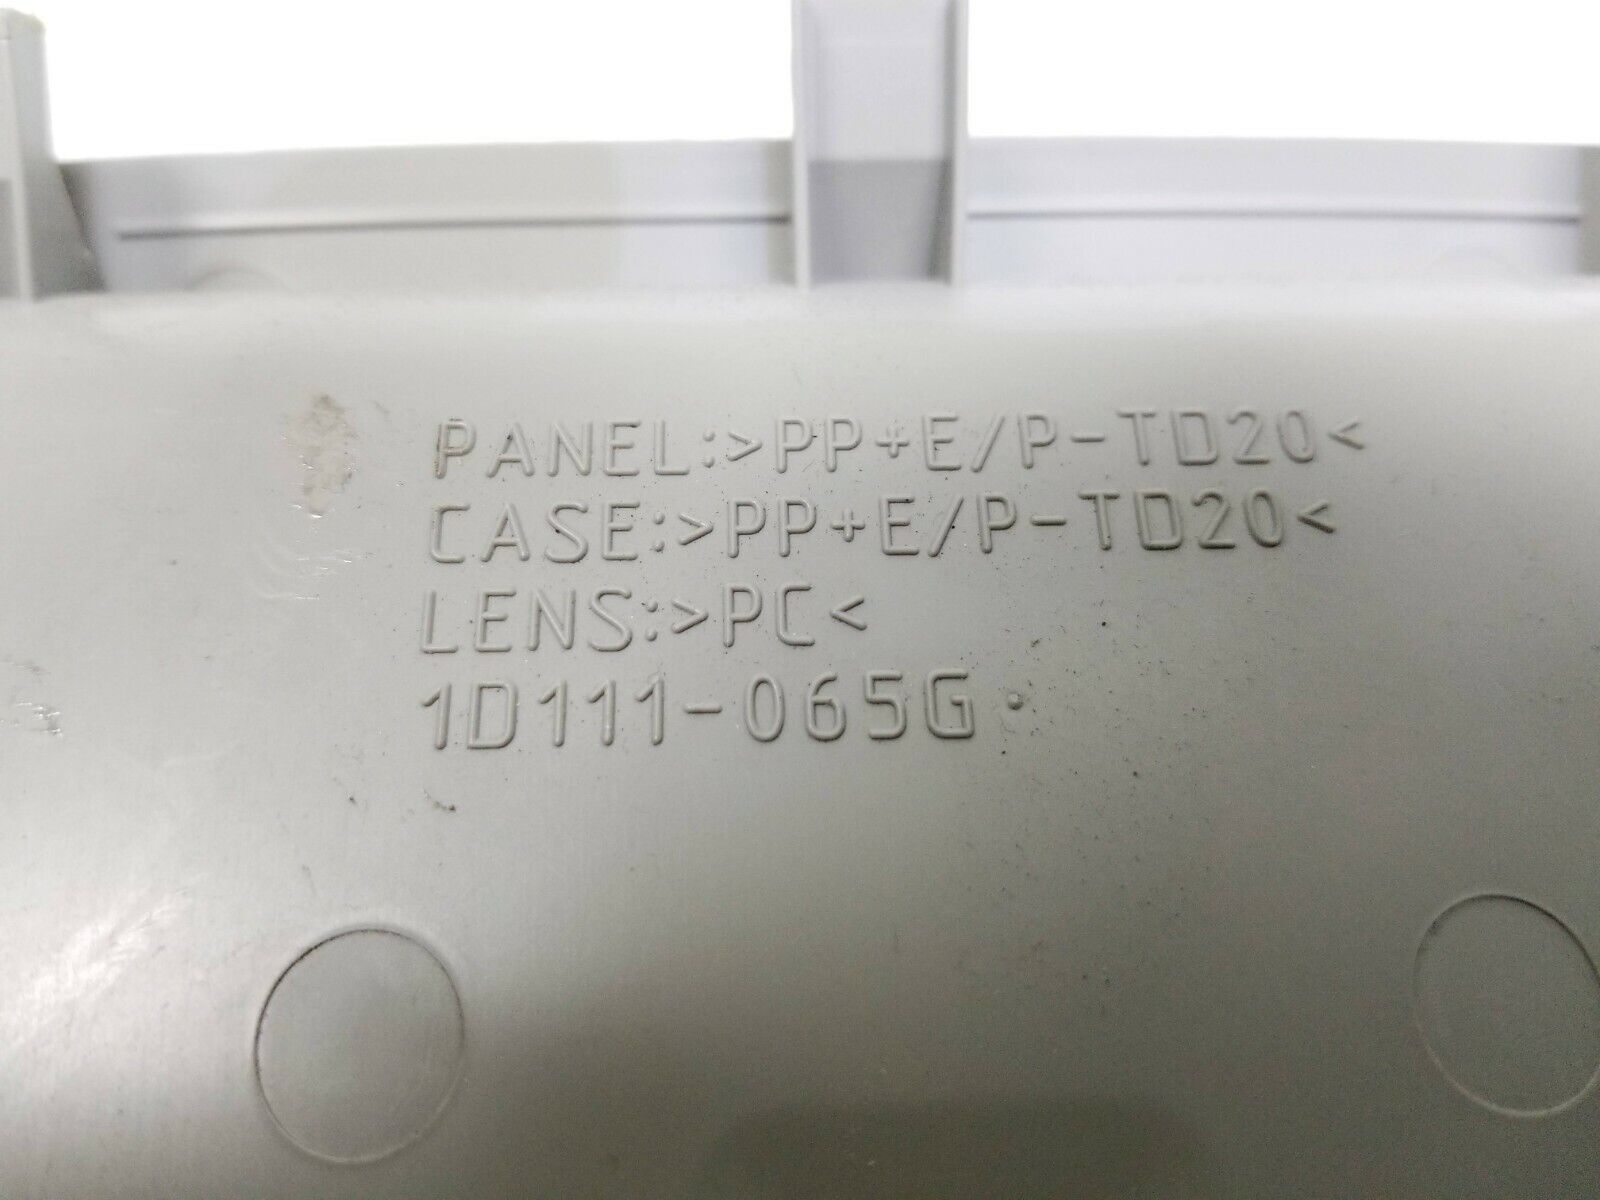 PANEL:>PP+E/P-TD20<
CASE:>PP+E/P-TD20<
LENS:>PC<
1D111-065G·